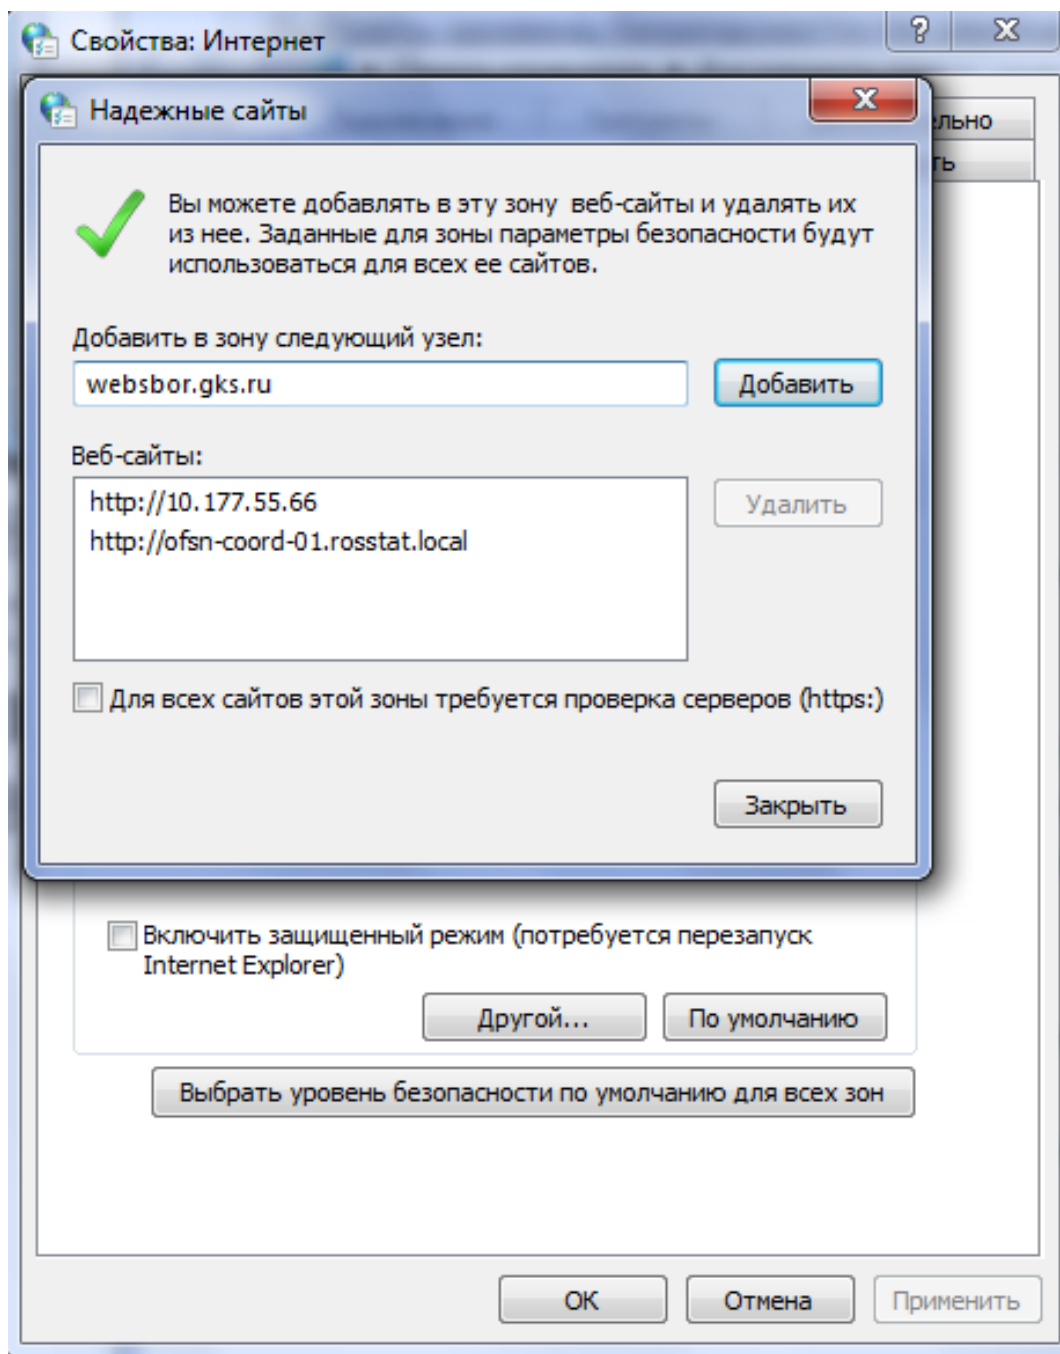 Свойства: Интернет
Надежные сайты
Вы можете добавлять в эту зону веб-сайты и удалять их
из нее. Заданные для зоны параметры безопасности будут
использоваться для всех ее сайтов.
Добавить в зону следующий узел:
websbor.gks.ru
Добавить
Веб-сайты:
http://10.177.55.66
http://ofsn-coord-01.rosstat.local
Удалить
Для всех сайтов этой зоны требуется проверка серверов (https:)
Закрыть
Включить защищенный режим (потребуется перезапуск
Internet Explorer)
Другой...
По умолчанию
Выбрать уровень безопасности по умолчанию для всех зон
ОК
Отмена
Применить